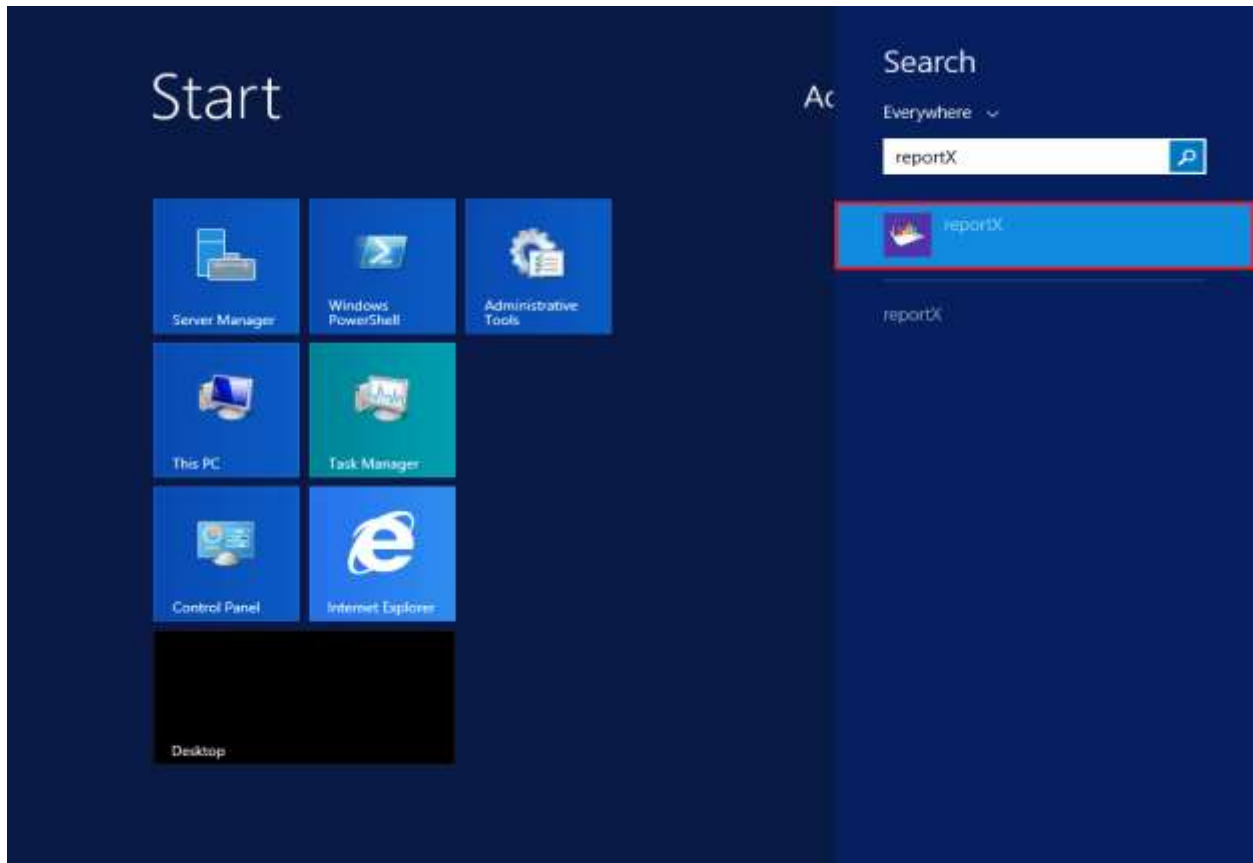 Start
Ac
Server Manager
Windows
PowerShell
Administrative
Tools
This PC
Task Manager
Control Panel
Internet Explorer
Desktop
Search
Everywhere
reportX
reportX
reportX